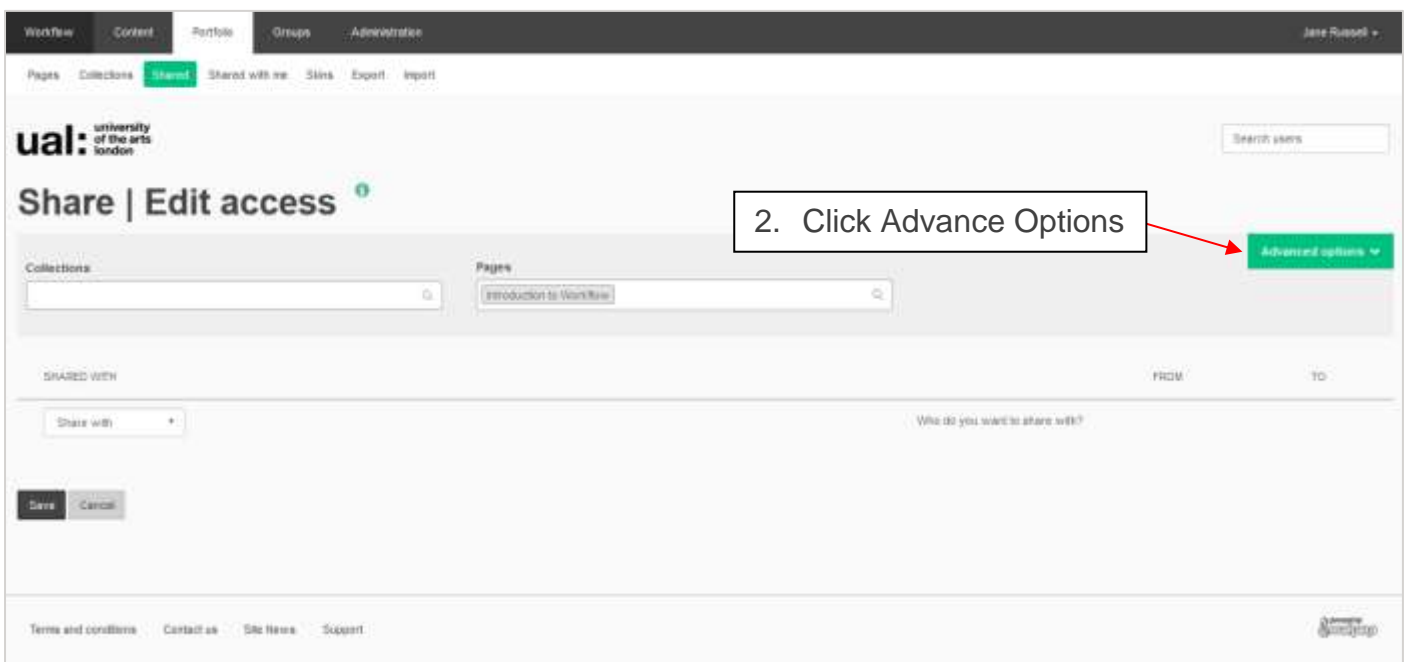 Workflow Content Portfolio Groups Administration Jane Russell
Pages Collections Shared Shared with me Skins Export Import
ual: university of the arts london
Search users
Share | Edit access
2. Click Advance Options
Advanced options
Collections Pages
Introduction to Workflow
SHARED WITH FROM TO
Share with Who do you want to share with?
Save Cancel
Terms and conditions Contact us Site News Support